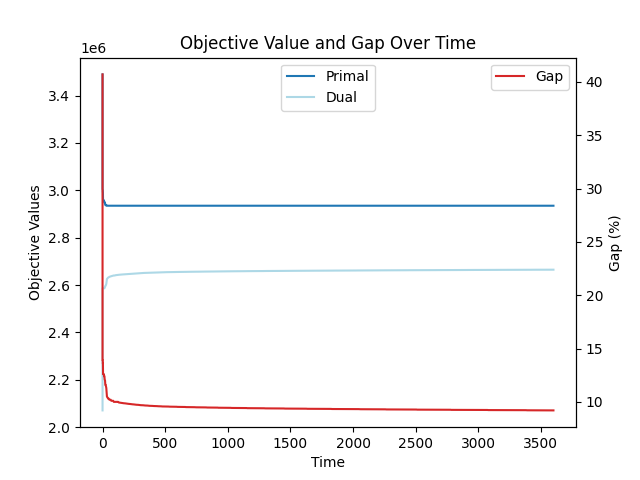 Objective Value and Gap Over Time
1e6
Primal
Dual
Gap
3.4
3.2
3.0
2.8
2.6
2.4
2.2
2.0
Objective Values
40
35
30
25
20
15
10
Gap (%)
0 500 1000 1500 2000 2500 3000 3500
Time